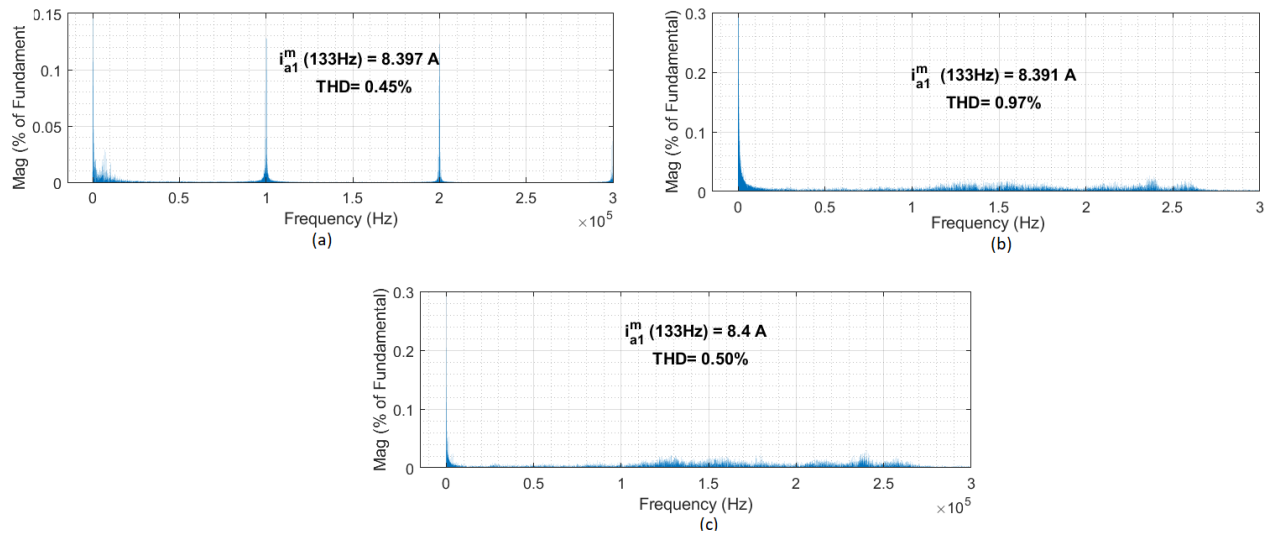 0.15
0.1
0.05
0
Mag (% of Fundament
i_a1^m (133Hz) = 8.397 A
THD= 0.45%
0 0.5 1 1.5 2 2.5 3
Frequency (Hz)
×10^5
(a)
0.3
0.2
0.1
0
Mag (% of Fundamental)
i_a1^m (133Hz) = 8.391 A
THD= 0.97%
0 0.5 1 1.5 2 2.5 3
Frequency (Hz)
(b)
0.3
0.2
0.1
0
Mag (% of Fundamental)
i_a1^m (133Hz) = 8.4 A
THD= 0.50%
0 0.5 1 1.5 2 2.5 3
Frequency (Hz)
×10^5
(c)